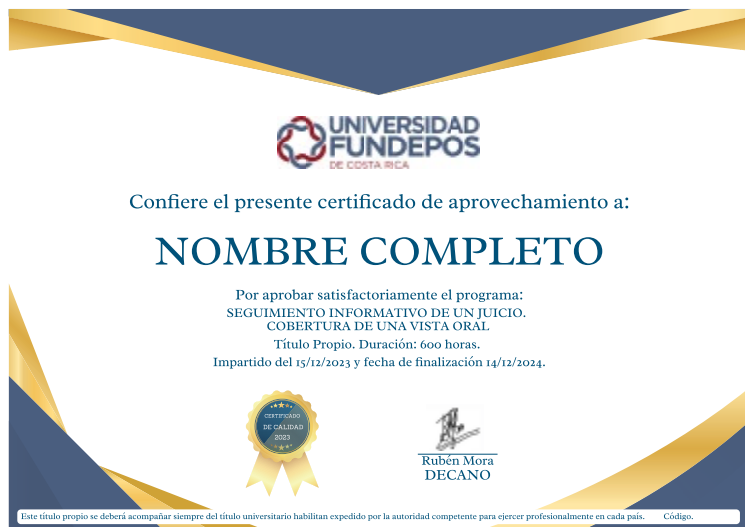 UNIVERSIDAD
FUNDEPOS
DE COSTA RICA
Confiere el presente certificado de aprovechamiento a:
NOMBRE COMPLETO
Por aprobar satisfactoriamente el programa:
SEGUIMIENTO INFORMATIVO DE UN JUICIO.
COBERTURA DE UNA VISTA ORAL
Título Propio. Duración: 600 horas.
Impartido del 15/12/2023 y fecha de finalización 14/12/2024.
CERTIFICADO
DE CALIDAD
2023
Rubén Mora
DECANO
Este título propio se deberá acompañar siempre del título universitario habilitan expedido por la autoridad competente para ejercer profesionalmente en cada país. Código.